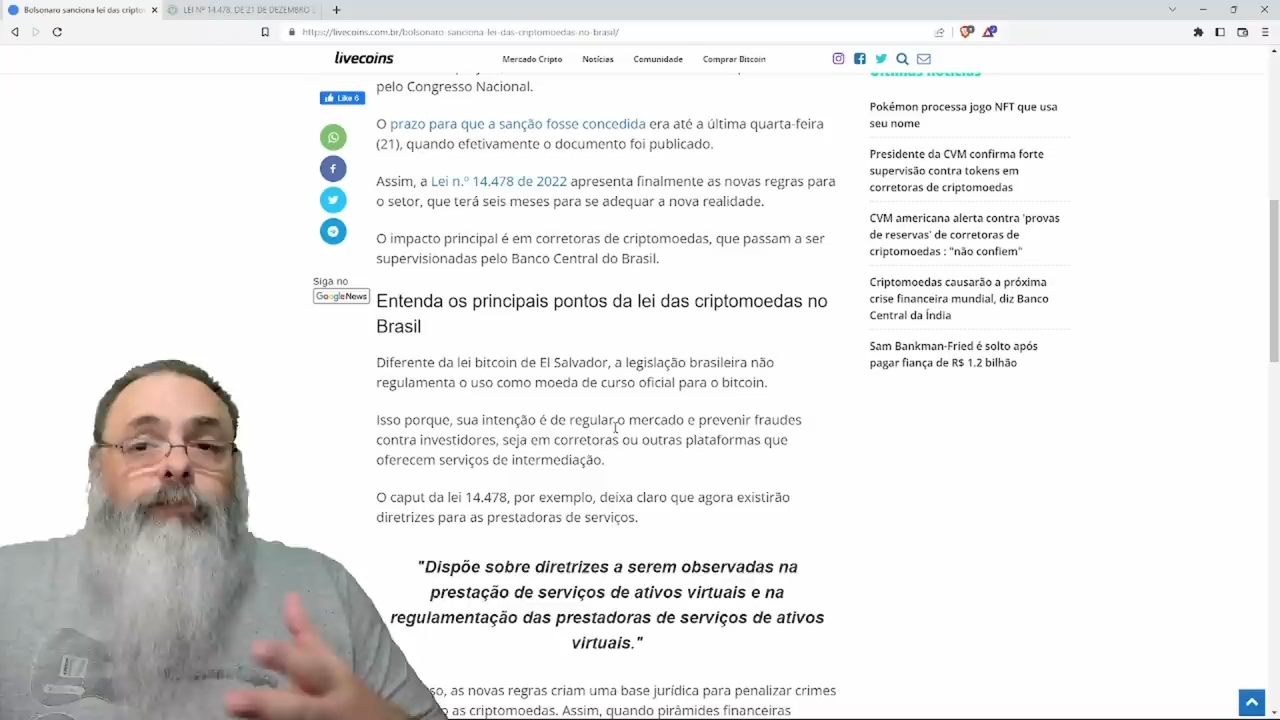 Bolsonaro sanciona lei das cripto
LEI Nº 14.478, DE 21 DE DEZEMBRO
https://livecoins.com.br/bolsonaro-sanciona-lei-das-criptomoedas-no-brasil/
livecoins
Mercado Cripto
Notícias
Comunidade
Comprar Bitcoin
Like 6
pelo Congresso Nacional.
O prazo para que a sanção fosse concedida era até a última quarta-feira
(21), quando efetivamente o documento foi publicado.
Assim, a Lei n.º 14.478 de 2022 apresenta finalmente as novas regras para
o setor, que terá seis meses para se adequar a nova realidade.
O impacto principal é em corretoras de criptomoedas, que passam a ser
supervisionadas pelo Banco Central do Brasil.
Siga no
Google News
Entenda os principais pontos da lei das criptomoedas no
Brasil
Diferente da lei bitcoin de El Salvador, a legislação brasileira não
regulamenta o uso como moeda de curso oficial para o bitcoin.
Isso porque, sua intenção é de regular o mercado e prevenir fraudes
contra investidores, seja em corretoras ou outras plataformas que
oferecem serviços de intermediação.
O caput da lei 14.478, por exemplo, deixa claro que agora existirão
diretrizes para as prestadoras de serviços.
"Dispõe sobre diretrizes a serem observadas na
prestação de serviços de ativos virtuais e na
regulamentação das prestadoras de serviços de ativos
virtuais."
so, as novas regras criam uma base jurídica para penalizar crimes
as criptomoedas. Assim, quando pirâmides financeiras
Últimas notícias
Pokémon processa jogo NFT que usa
seu nome
Presidente da CVM confirma forte
supervisão contra tokens em
corretoras de criptomoedas
CVM americana alerta contra 'provas
de reservas' de corretoras de
criptomoedas : "não confiem"
Criptomoedas causarão a próxima
crise financeira mundial, diz Banco
Central da Índia
Sam Bankman-Fried é solto após
pagar fiança de R$ 1.2 bilhão